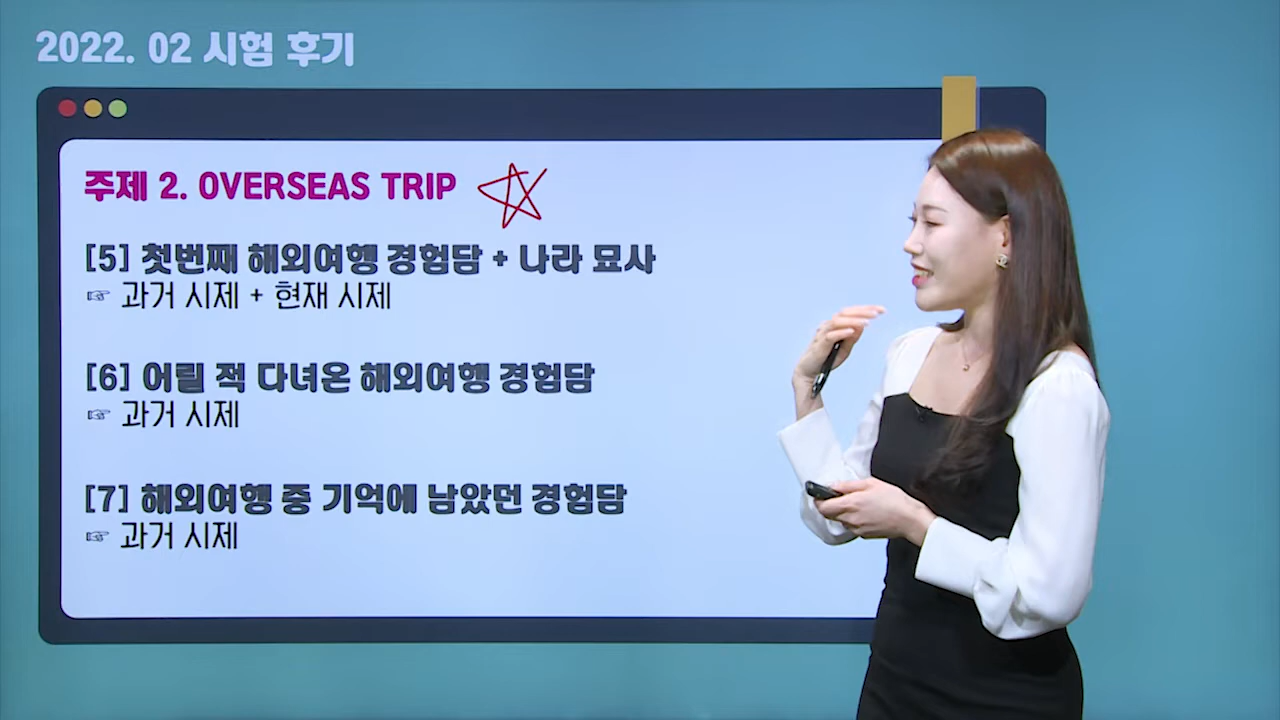 2022. 02 시험 후기
주제 2. OVERSEAS TRIP
[5] 첫번째 해외여행 경험담 + 나라 묘사
☞ 과거 시제 + 현재 시제
[6] 어릴 적 다녀온 해외여행 경험담
☞ 과거 시제
[7] 해외여행 중 기억에 남았던 경험담
☞ 과거 시제